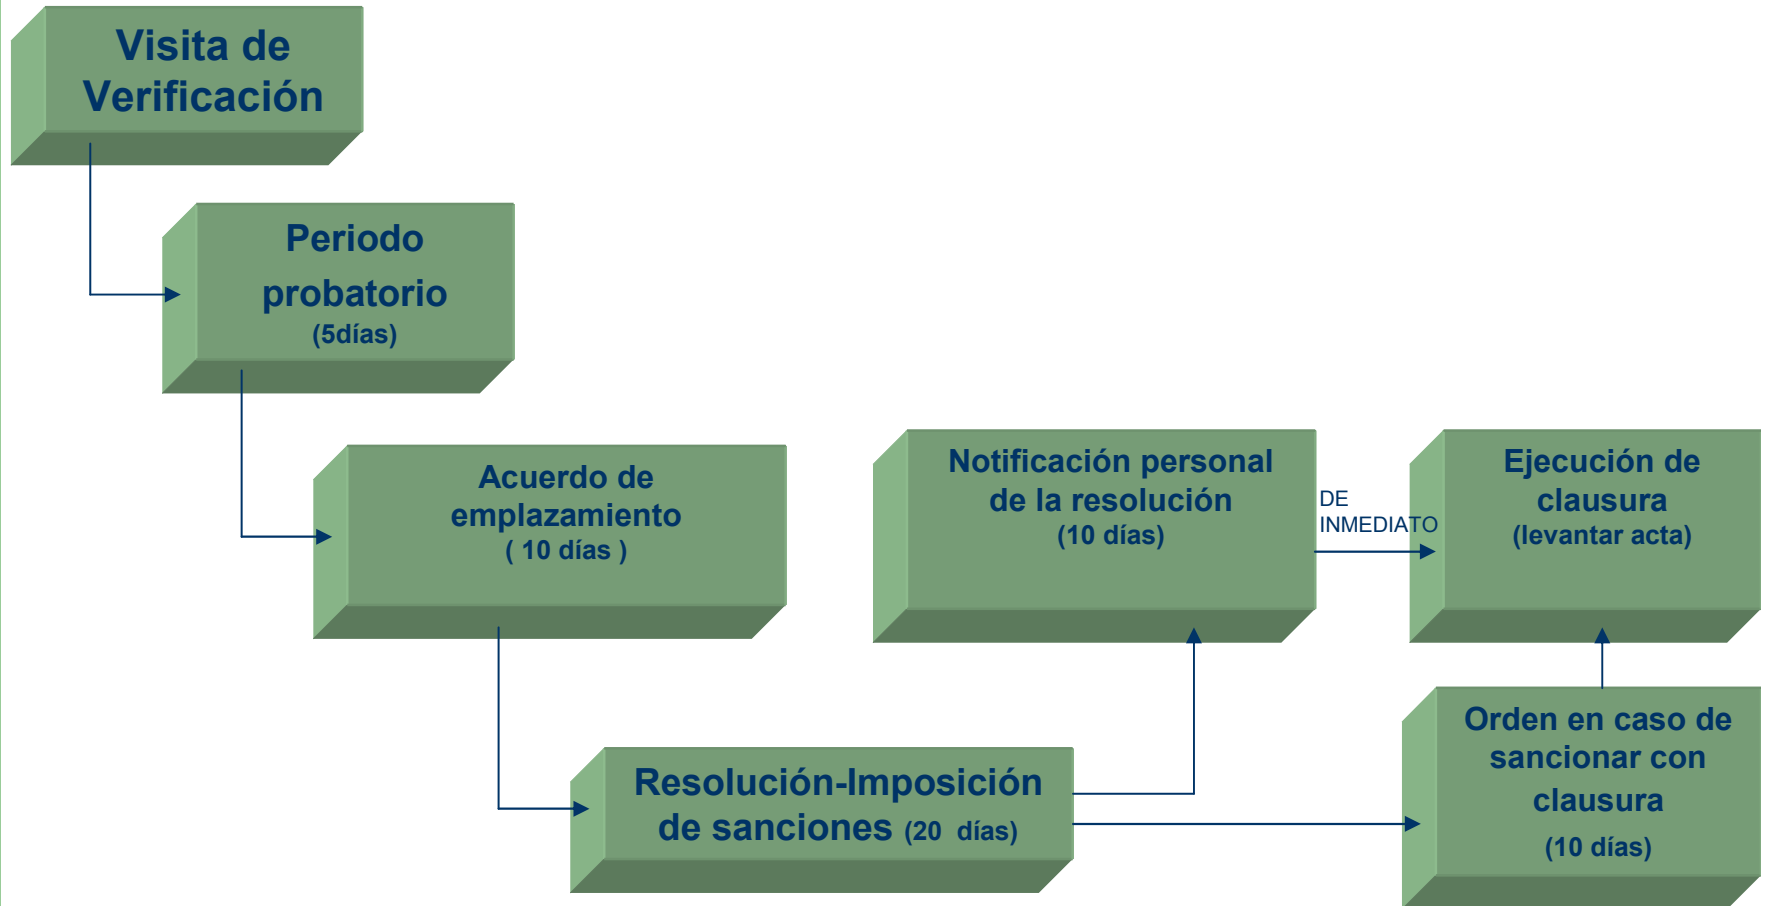 Visita de
Verificación
Periodo
probatorio
(5días)
Acuerdo de
emplazamiento
( 10 días )
Resolución-Imposición
de sanciones (20 días)
Notificación personal
de la resolución
(10 días)
DE
INMEDIATO
Ejecución de
clausura
(levantar acta)
Orden en caso de
sancionar con
clausura
(10 días)